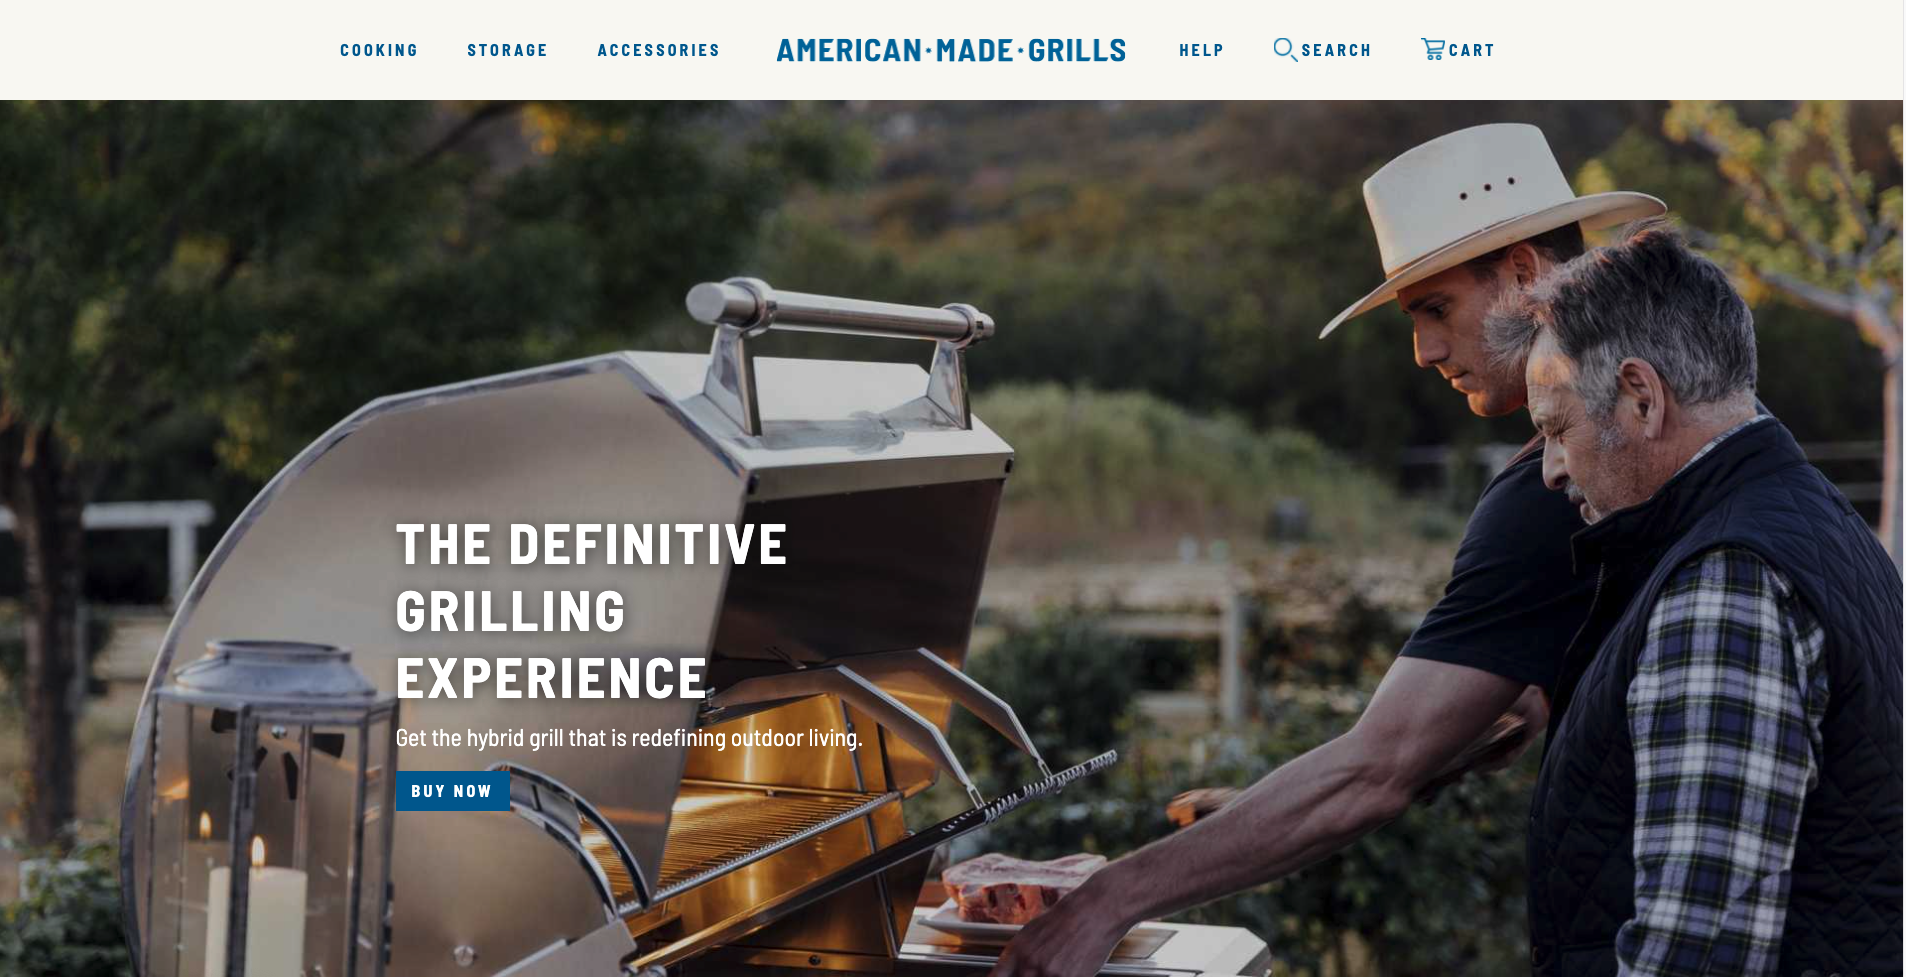 COOKING STORAGE ACCESSORIES AMERICAN★MADE★GRILLS HELP SEARCH CART
THE DEFINITIVE
GRILLING
EXPERIENCE
Get the hybrid grill that is redefining outdoor living.
BUY NOW